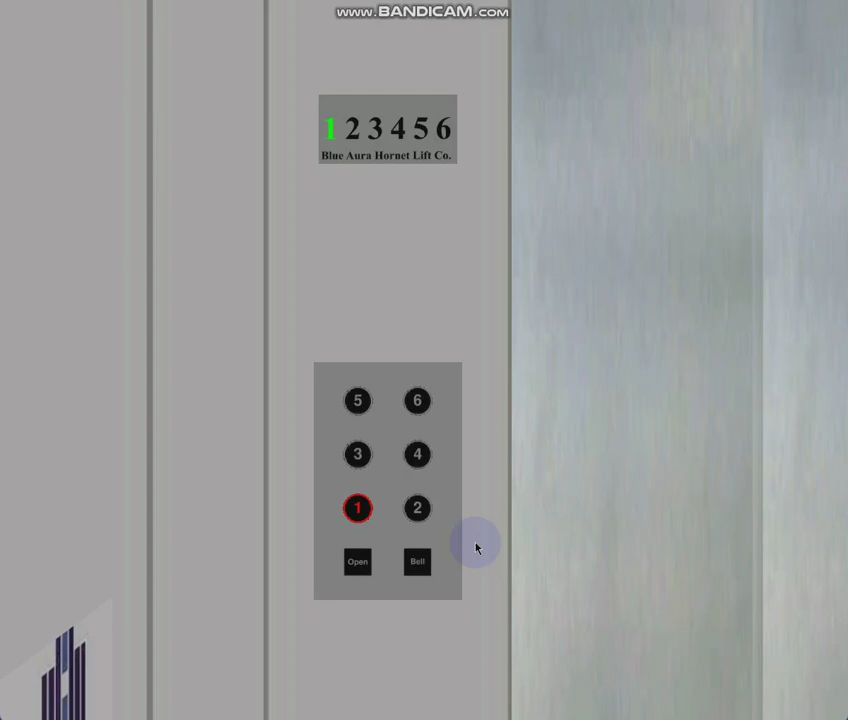 www.BANDICAM.com
1 2 3 4 5 6
Blue Aura Hornet Lift Co.
5 6
3 4
1 2
Open Bell